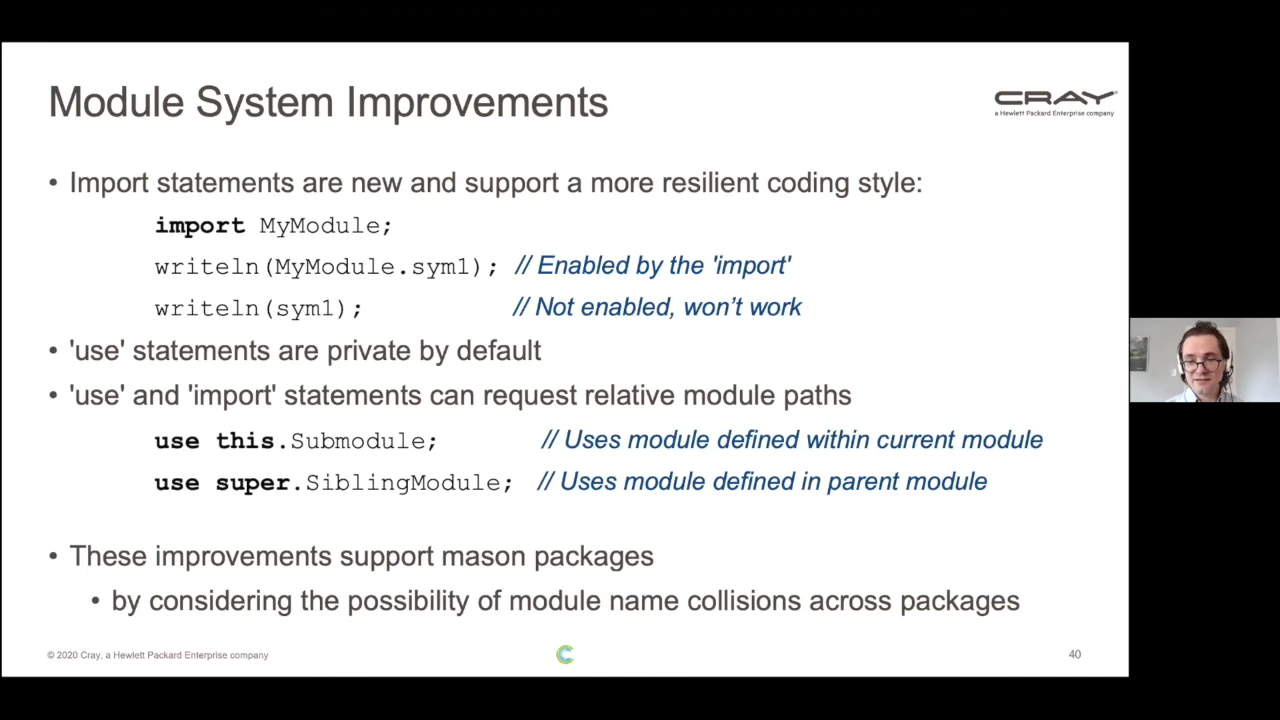 Module System Improvements
CRAY
a Hewlett Packard Enterprise company
• Import statements are new and support a more resilient coding style:
import MyModule;
writeln(MyModule.sym1); // Enabled by the 'import'
writeln(sym1); // Not enabled, won’t work
• 'use' statements are private by default
• 'use' and 'import' statements can request relative module paths
use this.Submodule; // Uses module defined within current module
use super.SiblingModule; // Uses module defined in parent module
• These improvements support mason packages
• by considering the possibility of module name collisions across packages
© 2020 Cray, a Hewlett Packard Enterprise company
40